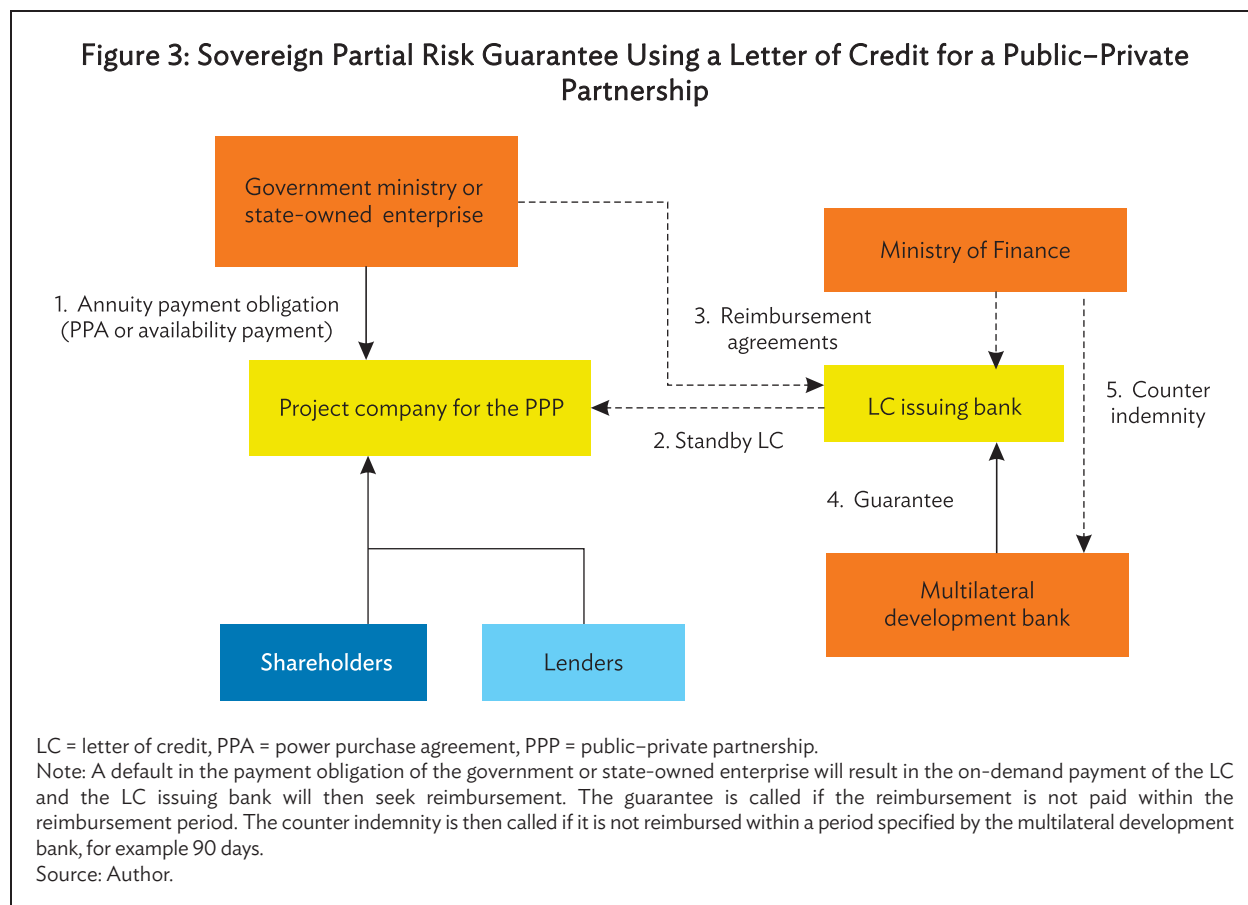 Figure 3: Sovereign Partial Risk Guarantee Using a Letter of Credit for a Public–Private
Partnership
Government ministry or
state-owned enterprise
Ministry of Finance
1. Annuity payment obligation
(PPA or availability payment)
3. Reimbursement
agreements
Project company for the PPP
LC issuing bank
5. Counter
indemnity
2. Standby LC
4. Guarantee
Multilateral
development bank
Shareholders
Lenders
LC = letter of credit, PPA = power purchase agreement, PPP = public–private partnership.
Note: A default in the payment obligation of the government or state-owned enterprise will result in the on-demand payment of the LC
and the LC issuing bank will then seek reimbursement. The guarantee is called if the reimbursement is not paid within the
reimbursement period. The counter indemnity is then called if it is not reimbursed within a period specified by the multilateral development
bank, for example 90 days.
Source: Author.